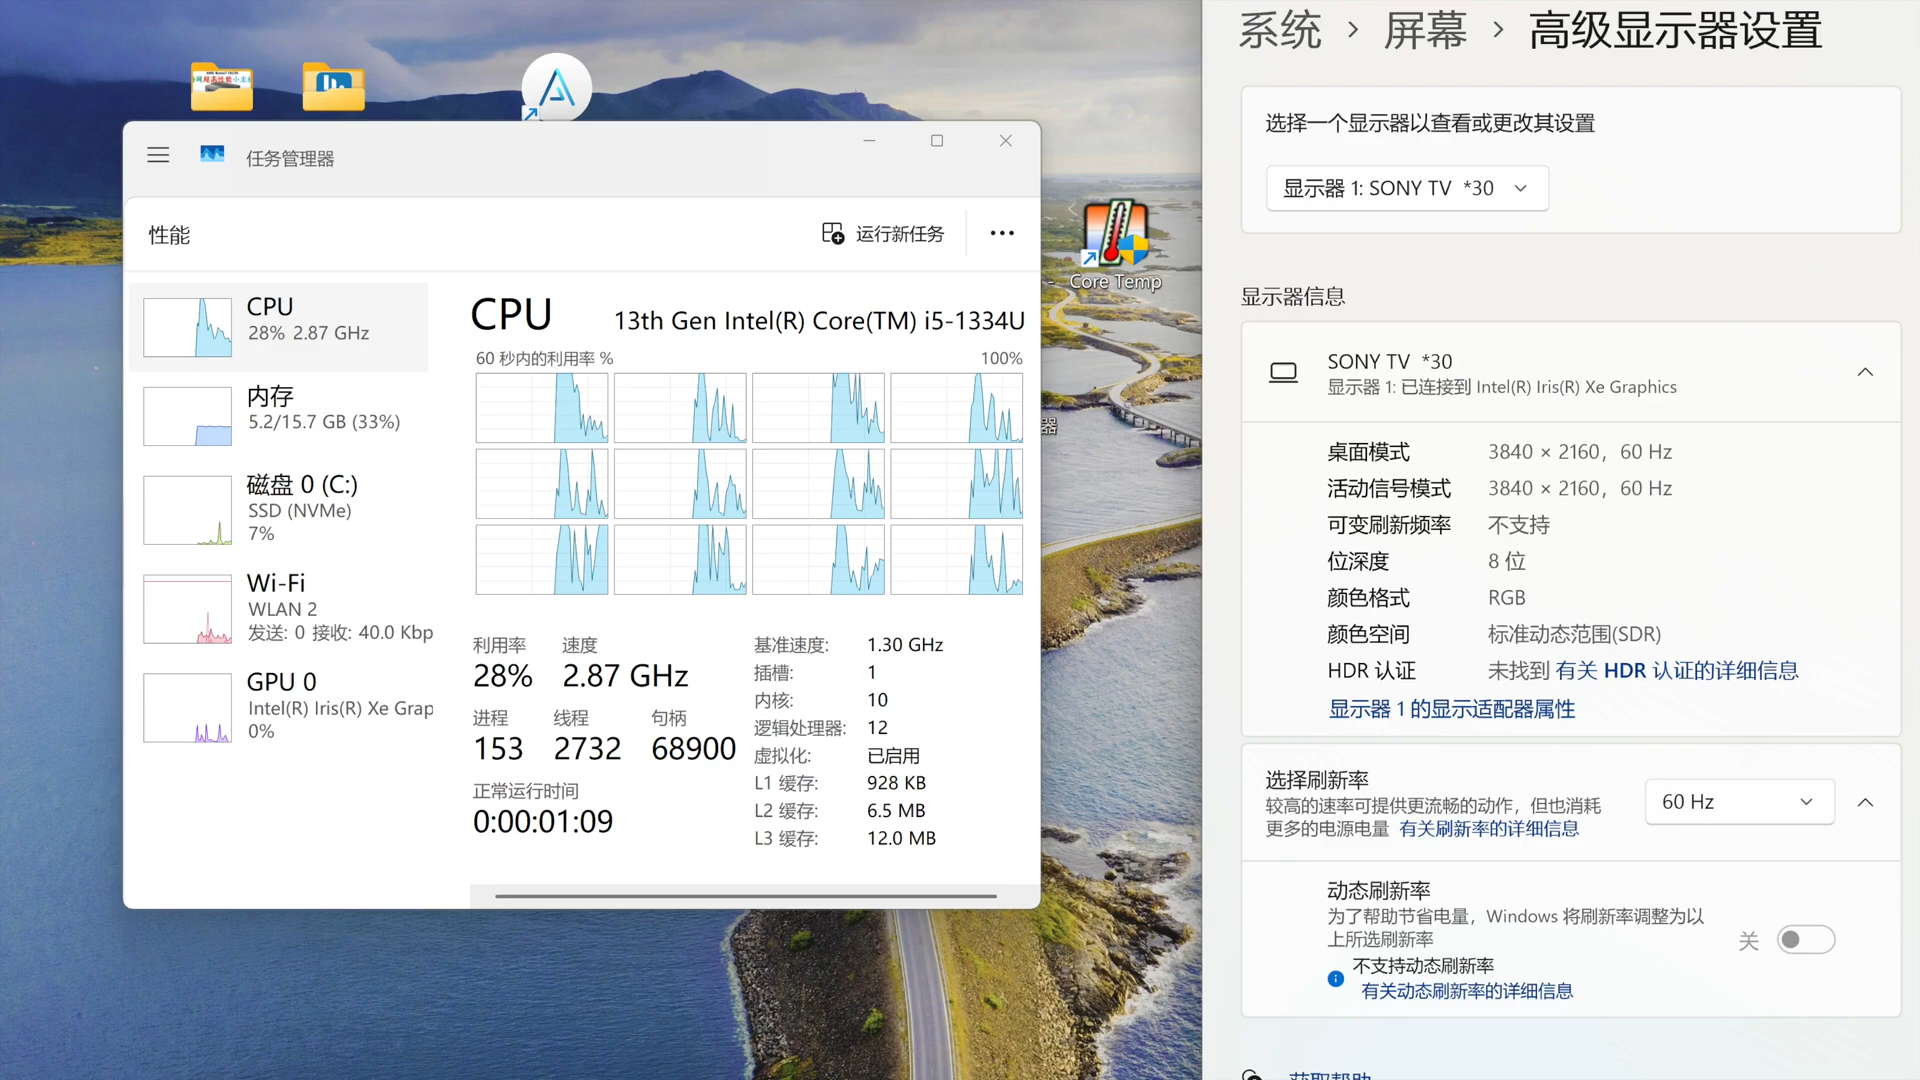 任务管理器
性能
运行新任务
CPU
28% 2.87 GHz
内存
5.2/15.7 GB (33%)
磁盘 0 (C:)
SSD (NVMe)
7%
Wi-Fi
WLAN 2
发送: 0 接收: 40.0 Kbp
GPU 0
Intel(R) Iris(R) Xe Grap
0%
CPU
13th Gen Intel(R) Core(TM) i5-1334U
60 秒内的利用率 %
100%
利用率
速度
28%
2.87 GHz
进程
线程
句柄
153
2732
68900
正常运行时间
0:00:01:09
基准速度: 1.30 GHz
插槽: 1
内核: 10
逻辑处理器: 12
虚拟化: 已启用
L1 缓存: 928 KB
L2 缓存: 6.5 MB
L3 缓存: 12.0 MB
Core Temp
器
系统 › 屏幕 › 高级显示器设置
选择一个显示器以查看或更改其设置
显示器 1: SONY TV *30
显示器信息
SONY TV *30
显示器 1: 已连接到 Intel(R) Iris(R) Xe Graphics
桌面模式 3840 × 2160，60 Hz
活动信号模式 3840 × 2160，60 Hz
可变刷新频率 不支持
位深度 8 位
颜色格式 RGB
颜色空间 标准动态范围(SDR)
HDR 认证 未找到 有关 HDR 认证的详细信息
显示器 1 的显示适配器属性
选择刷新率
较高的速率可提供更流畅的动作，但也消耗
更多的电源电量 有关刷新率的详细信息
60 Hz
动态刷新率
为了帮助节省电量，Windows 将刷新率调整为以
上所选刷新率
关
不支持动态刷新率
有关动态刷新率的详细信息
获取帮助